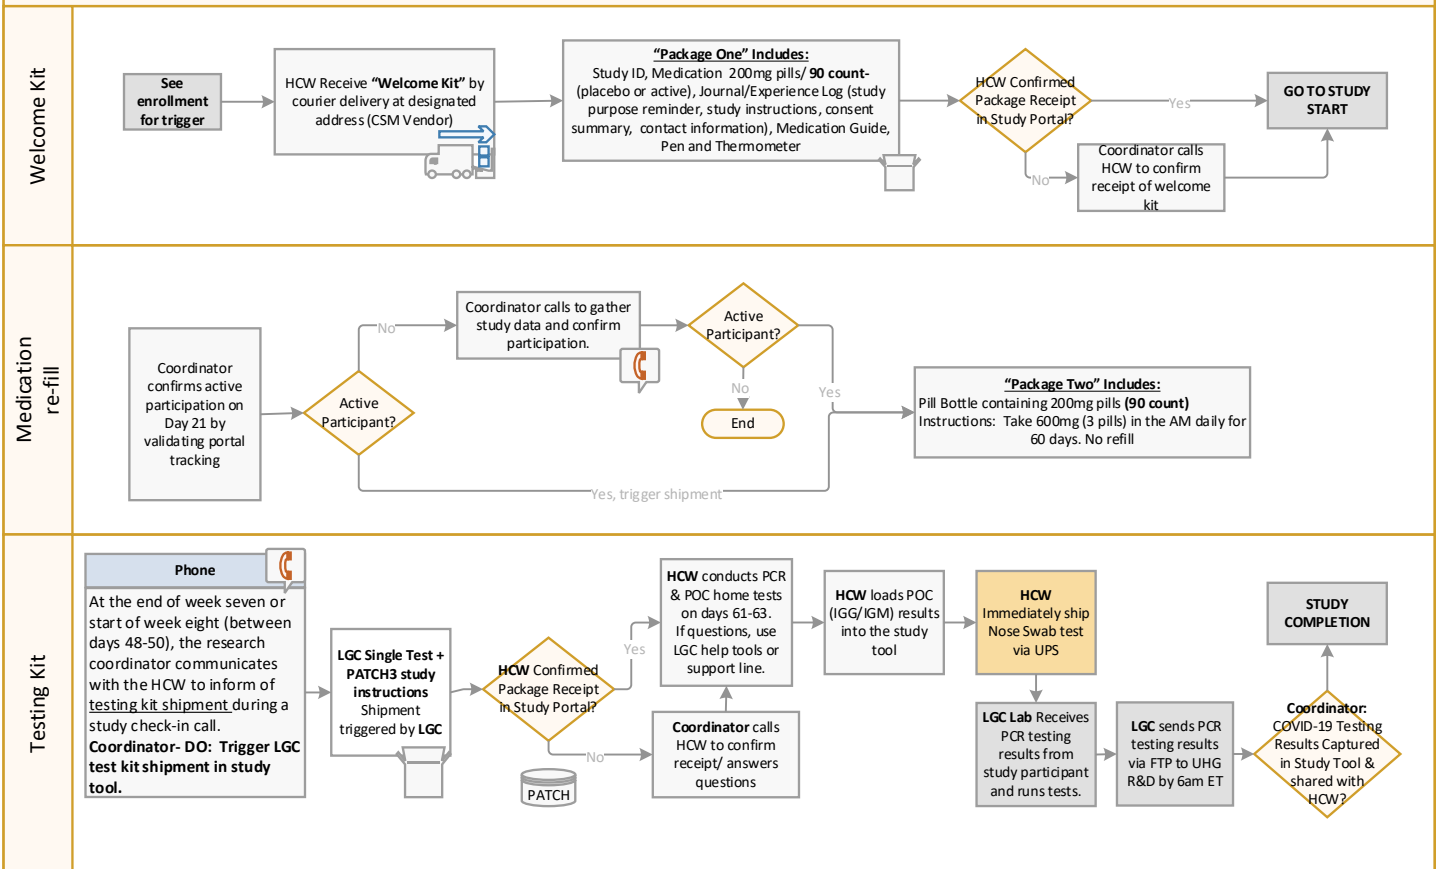 Welcome Kit
See
enrollment
for trigger
HCW Receive “Welcome Kit” by
courier delivery at designated
address (CSM Vendor)
“Package One” Includes:
Study ID, Medication 200mg pills/ 90 count-
(placebo or active), Journal/Experience Log (study
purpose reminder, study instructions, consent
summary, contact information), Medication Guide,
Pen and Thermometer
HCW Confirmed
Package Receipt
in Study Portal?
Yes
No
Coordinator calls
HCW to confirm
receipt of welcome
kit
GO TO STUDY
START
Medication
re-fill
Coordinator
confirms active
participation on
Day 21 by
validating portal
tracking
Active
Participant?
No
Coordinator calls to gather
study data and confirm
participation.
Active
Participant?
No
End
Yes
Yes, trigger shipment
“Package Two” Includes:
Pill Bottle containing 200mg pills (90 count)
Instructions: Take 600mg (3 pills) in the AM daily for
60 days. No refill
Testing Kit
Phone
At the end of week seven or
start of week eight (between
days 48-50), the research
coordinator communicates
with the HCW to inform of
testing kit shipment during a
study check-in call.
Coordinator- DO: Trigger LGC
test kit shipment in study
tool.
LGC Single Test +
PATCH3 study
instructions
Shipment
triggered by LGC
HCW Confirmed
Package Receipt
in Study Portal?
Yes
No
PATCH
HCW conducts PCR
& POC home tests
on days 61-63.
If questions, use
LGC help tools or
support line.
Coordinator calls
HCW to confirm
receipt/ answers
questions
HCW loads POC
(IGG/IGM) results
into the study
tool
HCW
Immediately ship
Nose Swab test
via UPS
LGC Lab Receives
PCR testing
results from
study participant
and runs tests.
LGC sends PCR
testing results
via FTP to UHG
R&D by 6am ET
Coordinator:
COVID-19 Testing
Results Captured
in Study Tool &
shared with
HCW?
STUDY
COMPLETION